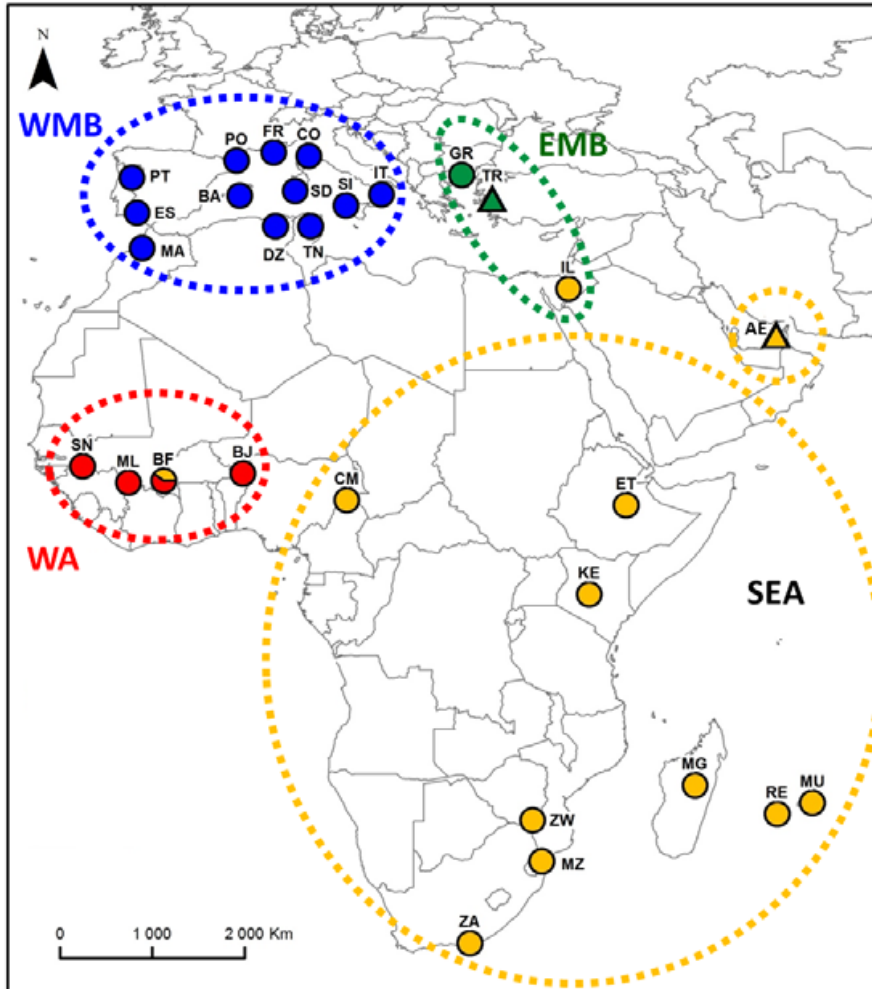 N
WMB
EMB
PO
FR
CO
GR
TR
PT
BA
SD
SI
IT
ES
MA
DZ
TN
IL
AE
SN
ML
BF
BJ
CM
ET
WA
KE
SEA
MG
RE
MU
ZW
MZ
ZA
0 1 000 2 000 Km